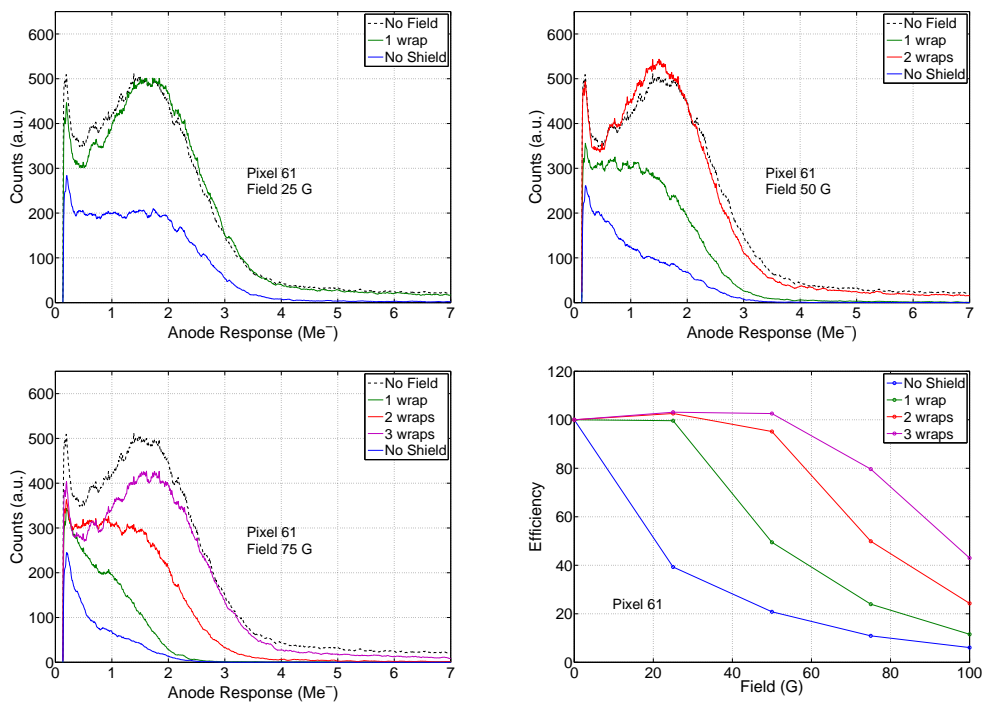 600
500
400
300
200
100
0
Counts (a.u.)
No Field
1 wrap
No Shield
Pixel 61
Field 25 G
0 1 2 3 4 5 6 7
Anode Response (Me⁻)
600
500
400
300
200
100
0
Counts (a.u.)
No Field
1 wrap
2 wraps
No Shield
Pixel 61
Field 50 G
0 1 2 3 4 5 6 7
Anode Response (Me⁻)
600
500
400
300
200
100
0
Counts (a.u.)
No Field
1 wrap
2 wraps
3 wraps
No Shield
Pixel 61
Field 75 G
0 1 2 3 4 5 6 7
Anode Response (Me⁻)
120
100
80
60
40
20
0
Efficiency
No Shield
1 wrap
2 wraps
3 wraps
Pixel 61
0 20 40 60 80 100
Field (G)